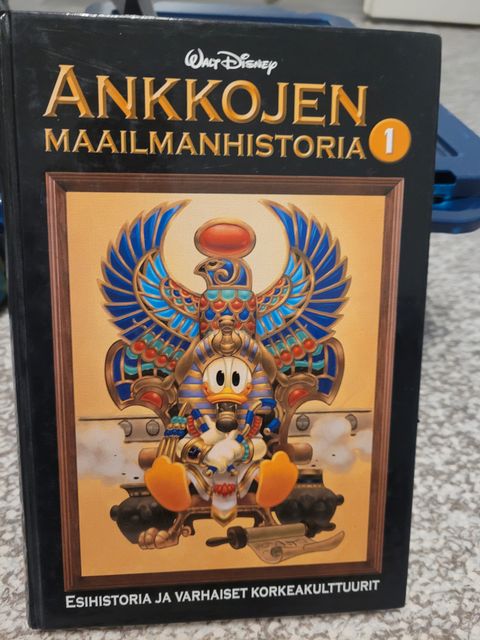 WALT DISNEY
ANKKOJEN
MAAILMANHISTORIA 1
ESIHISTORIA JA VARHAISET KORKEAKULTTUURIT